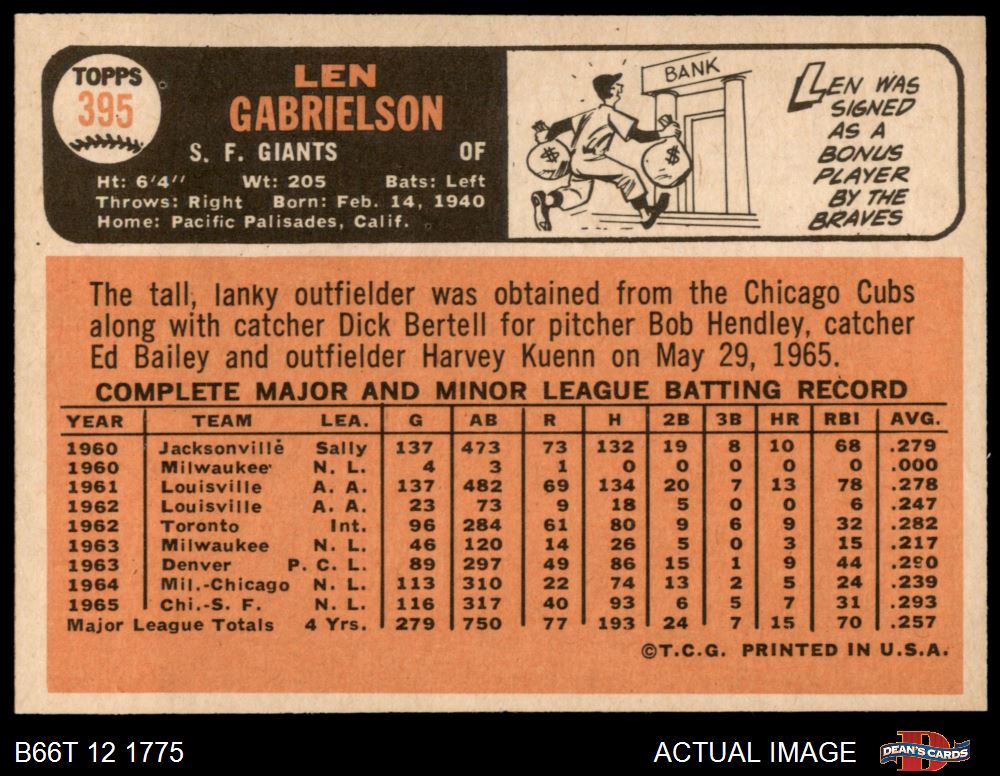 TOPPS
395
LEN
GABRIELSON
S. F. GIANTS OF
Ht: 6'4" Wt: 205 Bats: Left
Throws: Right Born: Feb. 14, 1940
Home: Pacific Palisades, Calif.
BANK
$ $
LEN WAS
SIGNED
AS A
BONUS
PLAYER
BY THE
BRAVES
The tall, lanky outfielder was obtained from the Chicago Cubs
along with catcher Dick Bertell for pitcher Bob Hendley, catcher
Ed Bailey and outfielder Harvey Kuenn on May 29, 1965.
COMPLETE MAJOR AND MINOR LEAGUE BATTING RECORD
YEAR TEAM LEA. G AB R H 2B 3B HR RBI AVG.
1960 Jacksonville Sally 137 473 73 132 19 8 10 68 .279
1960 Milwaukee N. L. 4 3 1 0 0 0 0 0 .000
1961 Louisville A. A. 137 482 69 134 20 7 13 78 .278
1962 Louisville A. A. 23 73 9 18 5 0 0 6 .247
1962 Toronto Int. 96 284 61 80 9 6 9 32 .282
1963 Milwaukee N. L. 46 120 14 26 5 0 3 15 .217
1963 Denver P. C. L. 89 297 49 86 15 1 9 44 .290
1964 Mil.-Chicago N. L. 113 310 22 74 13 2 5 24 .239
1965 Chi.-S. F. N. L. 116 317 40 93 6 5 7 31 .293
Major League Totals 4 Yrs. 279 750 77 193 24 7 15 70 .257
©T.C.G. PRINTED IN U.S.A.
B66T 12 1775 ACTUAL IMAGE DEAN'S CARDS